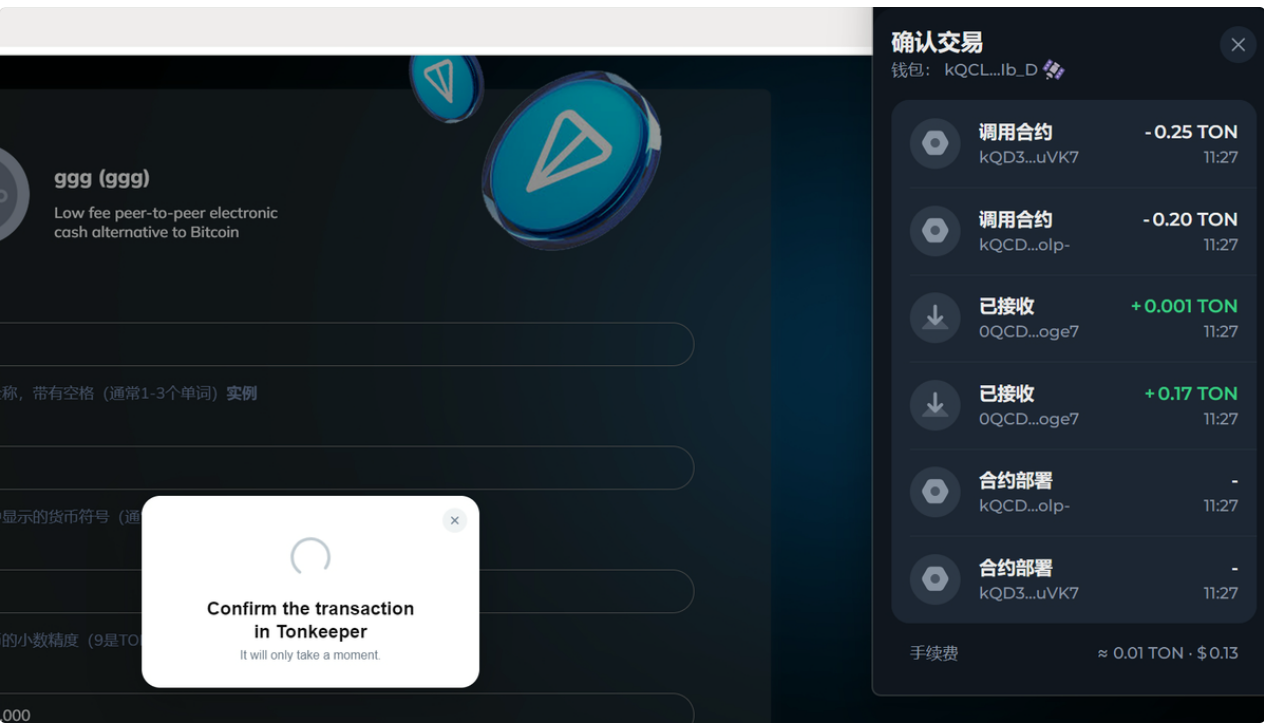 ggg (ggg)
Low fee peer-to-peer electronic
cash alternative to Bitcoin
称，带有空格（通常1-3个单词）实例
显示的货币符号（通
的小数精度（9是TO
,000
Confirm the transaction
in Tonkeeper
It will only take a moment.
确认交易
钱包： kQCL...Ib_D
调用合约 -0.25 TON
kQD3...uVK7 11:27
调用合约 -0.20 TON
kQCD...olp- 11:27
已接收 +0.001 TON
0QCD...oge7 11:27
已接收 +0.17 TON
0QCD...oge7 11:27
合约部署 -
kQCD...olp- 11:27
合约部署 -
kQD3...uVK7 11:27
手续费 ≈ 0.01 TON · $0.13